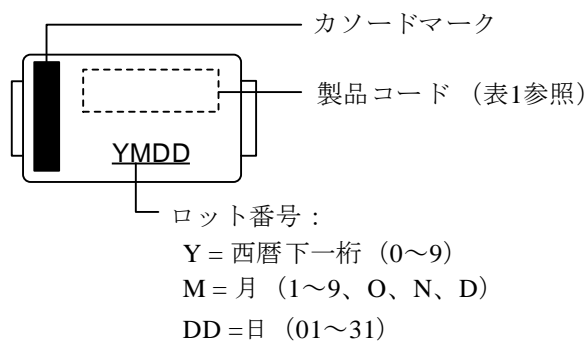 カソードマーク
製品コード （表1参照）
YMDD
ロット番号：
Y = 西暦下一桁（0～9）
M = 月（1～9、O、N、D）
DD =日（01～31）